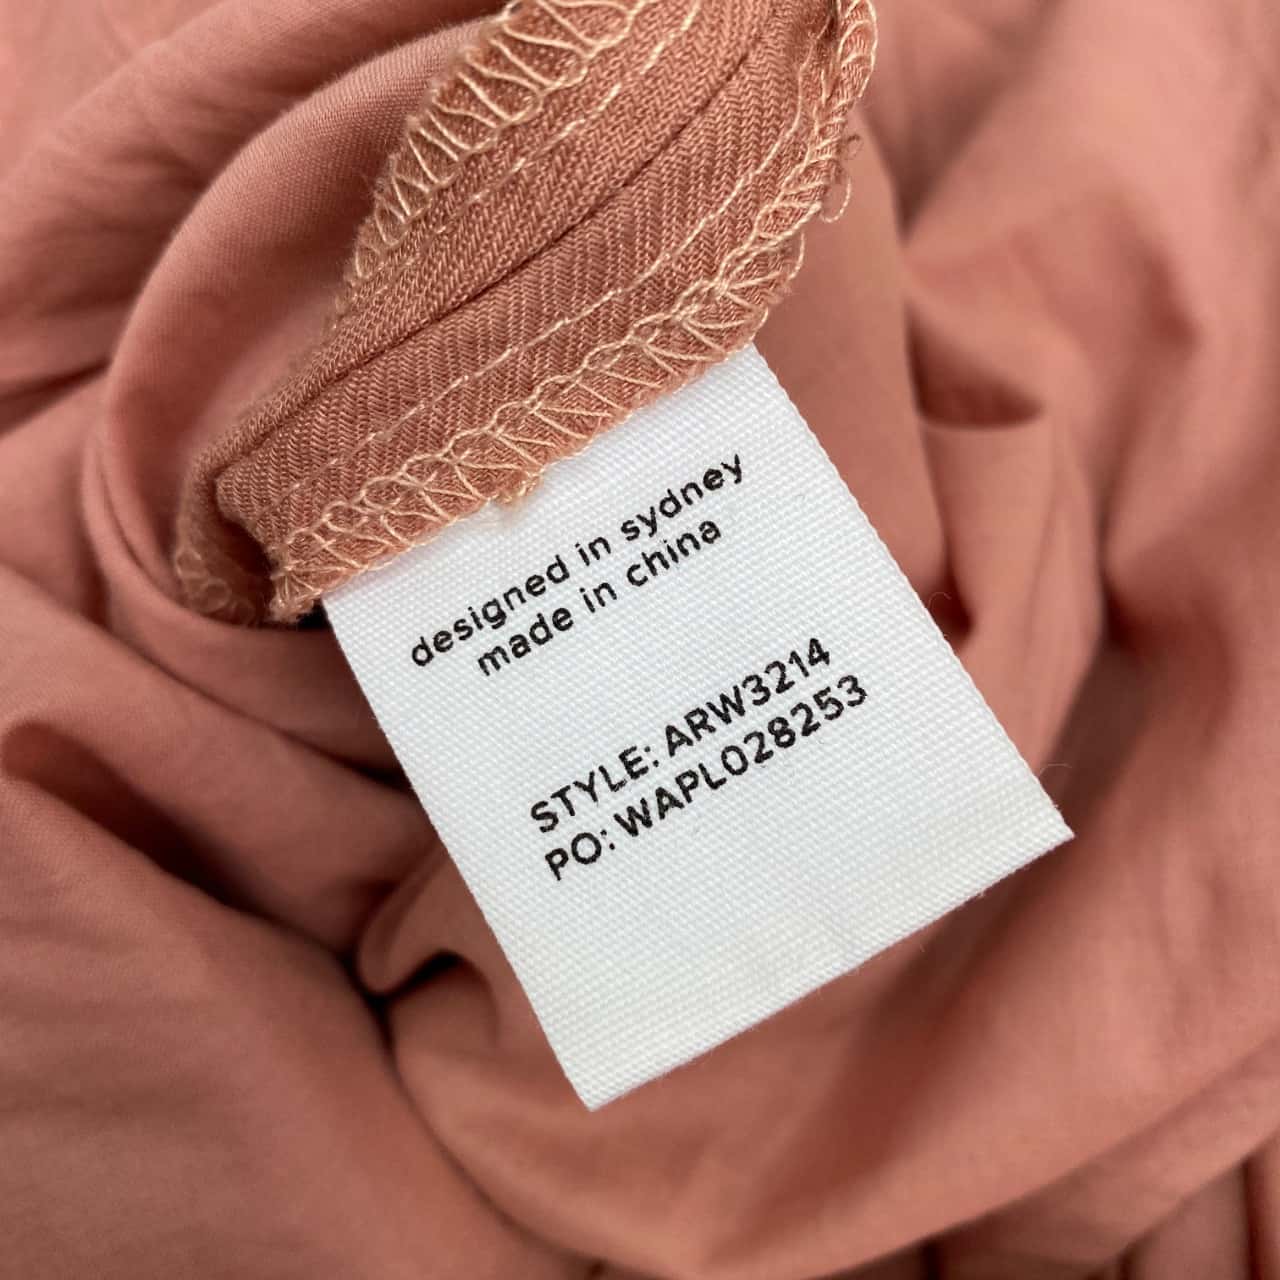 designed in sydney
made in china
STYLE: ARW3214
PO: WAPL028253